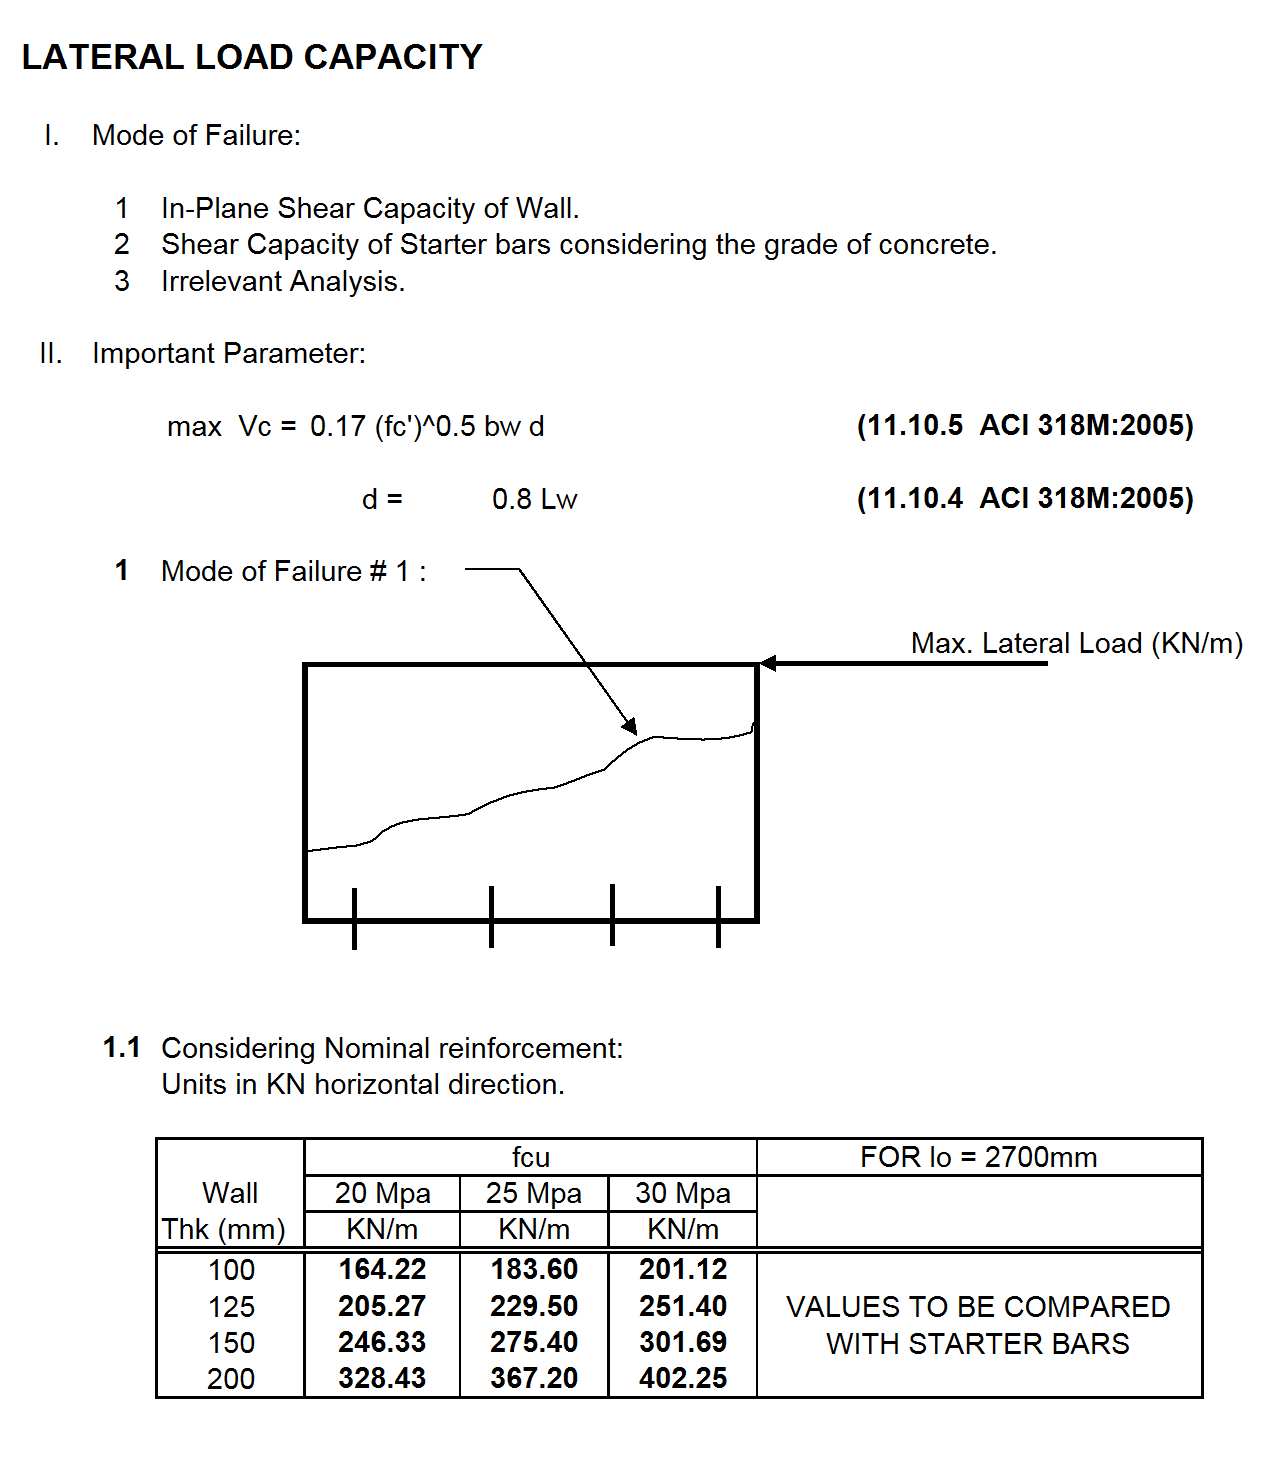 LATERAL LOAD CAPACITY
I. Mode of Failure:
1 In-Plane Shear Capacity of Wall.
2 Shear Capacity of Starter bars considering the grade of concrete.
3 Irrelevant Analysis.
II. Important Parameter:
max Vc = 0.17 (fc')^0.5 bw d (11.10.5 ACI 318M:2005)
d = 0.8 Lw (11.10.4 ACI 318M:2005)
1 Mode of Failure # 1 :
Max. Lateral Load (KN/m)
1.1 Considering Nominal reinforcement:
Units in KN horizontal direction.
fcu FOR lo = 2700mm
Wall 20 Mpa 25 Mpa 30 Mpa
Thk (mm) KN/m KN/m KN/m
100 164.22 183.60 201.12
125 205.27 229.50 251.40 VALUES TO BE COMPARED
150 246.33 275.40 301.69 WITH STARTER BARS
200 328.43 367.20 402.25